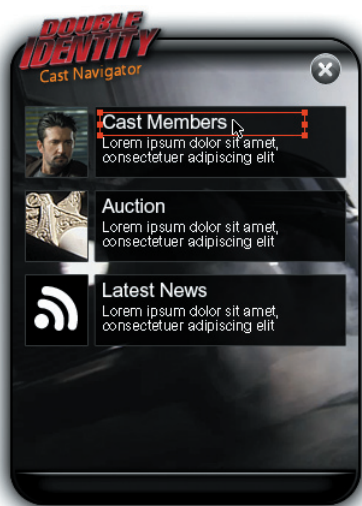 DOUBLE
IDENTITY
Cast Navigator
Cast Members
Lorem ipsum dolor sit amet,
consectetuer adipiscing elit
Auction
Lorem ipsum dolor sit amet,
consectetuer adipiscing elit
Latest News
Lorem ipsum dolor sit amet,
consectetuer adipiscing elit